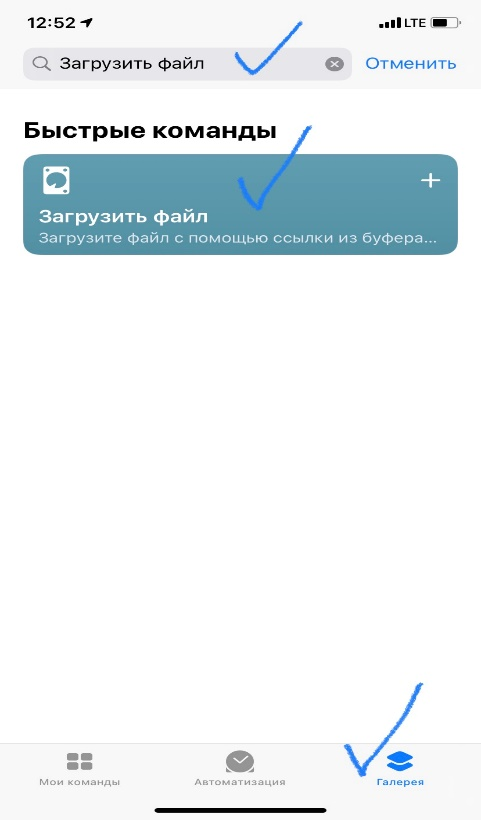 12:52
LTE
Загрузить файл
Отменить
Быстрые команды
Загрузить файл
Загрузите файл с помощью ссылки из буфера...
Мои команды
Автоматизация
Галерея